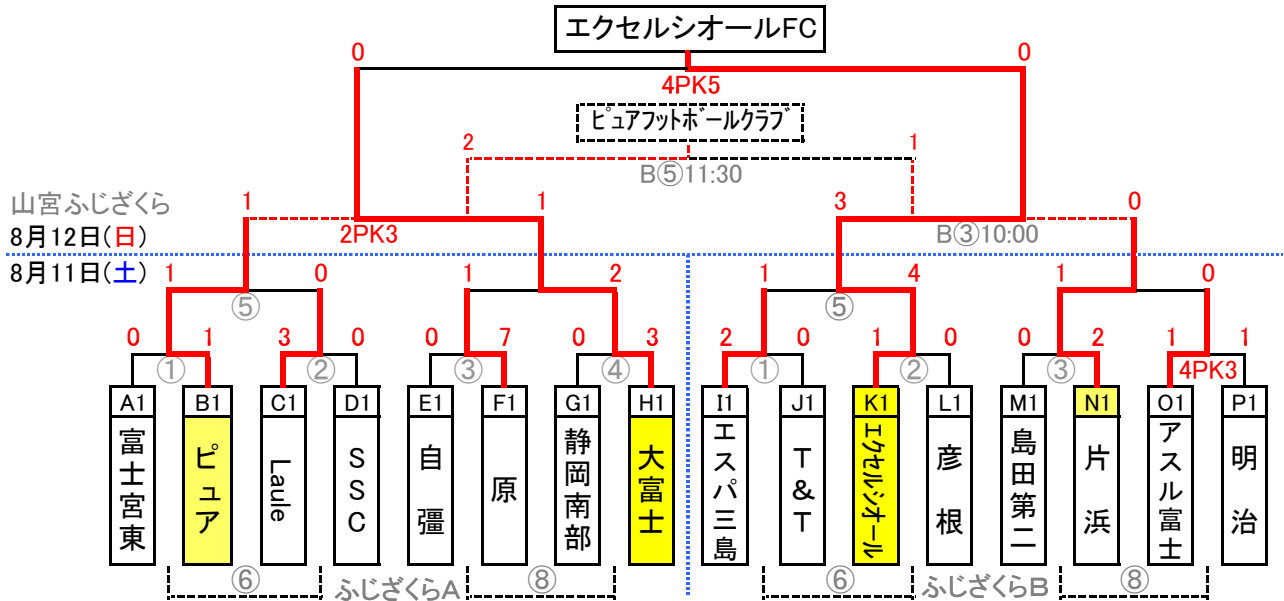 エクセルシオールFC
0 0
4PK5
ピュアフットボールクラブ
2 1
B⑤11:30
山宮ふじざくら
1 1 3 0
8月12日(日)
2PK3 B③10:00
8月11日(土)
1 0 1 2 1 4 1 0
⑤ ⑤
0 1 3 0 0 7 0 3 2 0 1 0 0 2 1 1
① ② ③ ④ ① ② ③ 4PK3
A1 B1 C1 D1 E1 F1 G1 H1 I1 J1 K1 L1 M1 N1 O1 P1
富士宮東
ピュア
Laule
SSC
自彊
原
静岡南部
大富士
エスパ三島
T&T
エクセルシオール
彦根
島田第二
片浜
アスル富士
明治
⑥ ふじざくらA ⑧ ⑥ ふじざくらB ⑧